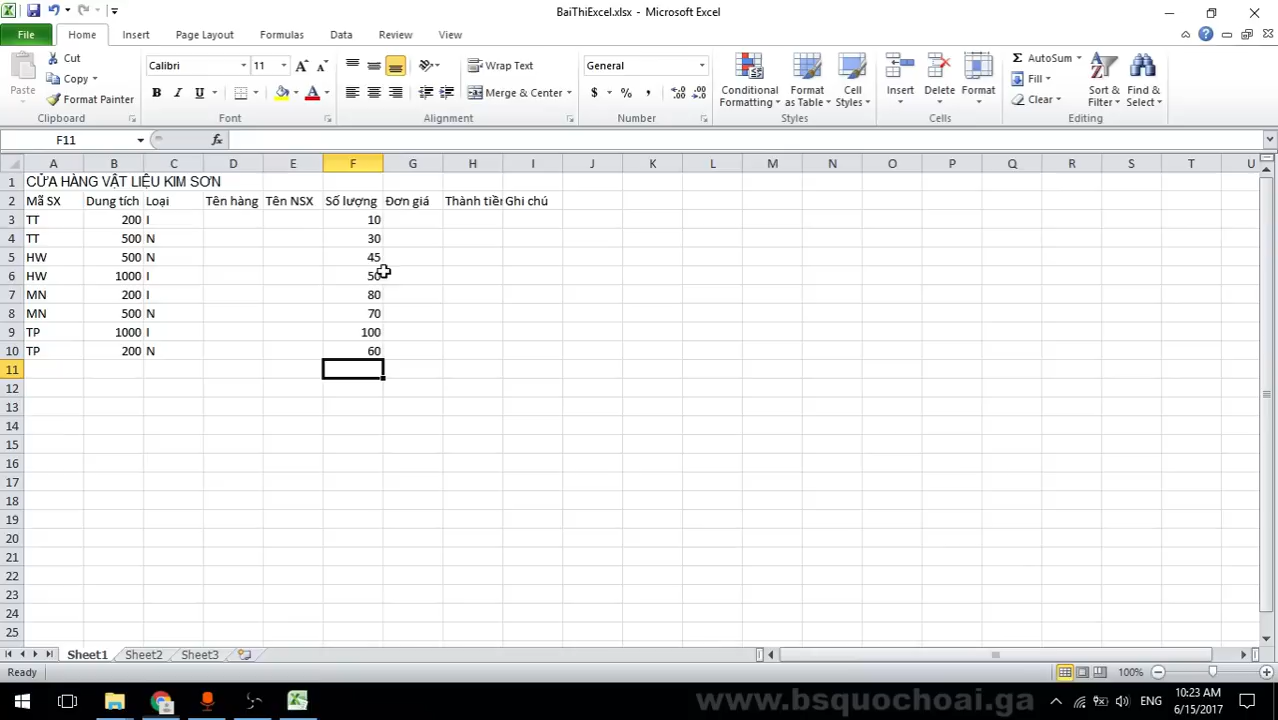 BaiThiExcel.xlsx - Microsoft Excel
File Home Insert Page Layout Formulas Data Review View
Paste Cut Copy Format Painter Clipboard
Calibri 11 A A B I U A Font
Wrap Text Merge & Center Alignment
General $ % , .0 .00 .00 .0 Number
Conditional Formatting Format as Table Cell Styles Styles
Insert Delete Format Cells
Σ AutoSum Fill Clear Sort & Filter Find & Select Editing
F11 fx
A B C D E F G H I J K L M N O P Q R S T U
1 CỬA HÀNG VẬT LIỆU KIM SƠN
2 Mã SX Dung tích Loại Tên hàng Tên NSX Số lượng Đơn giá Thành tiền Ghi chú
3 TT 200 I 10
4 TT 500 N 30
5 HW 500 N 45
6 HW 1000 I 50
7 MN 200 I 80
8 MN 500 N 70
9 TP 1000 I 100
10 TP 200 N 60
11
12
13
14
15
16
17
18
19
20
21
22
23
24
25
Sheet1 Sheet2 Sheet3
Ready 100%
www.bsquochoai.ga
ENG 10:23 AM
6/15/2017